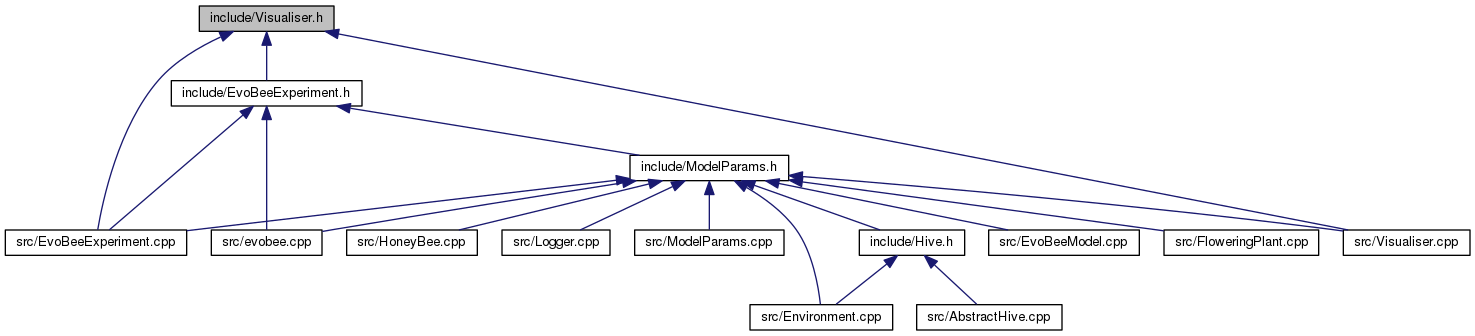 include/Visualiser.h
include/EvoBeeExperiment.h
include/ModelParams.h
src/EvoBeeExperiment.cpp
src/evobee.cpp
src/HoneyBee.cpp
src/Logger.cpp
src/ModelParams.cpp
include/Hive.h
src/EvoBeeModel.cpp
src/FloweringPlant.cpp
src/Visualiser.cpp
src/Environment.cpp
src/AbstractHive.cpp